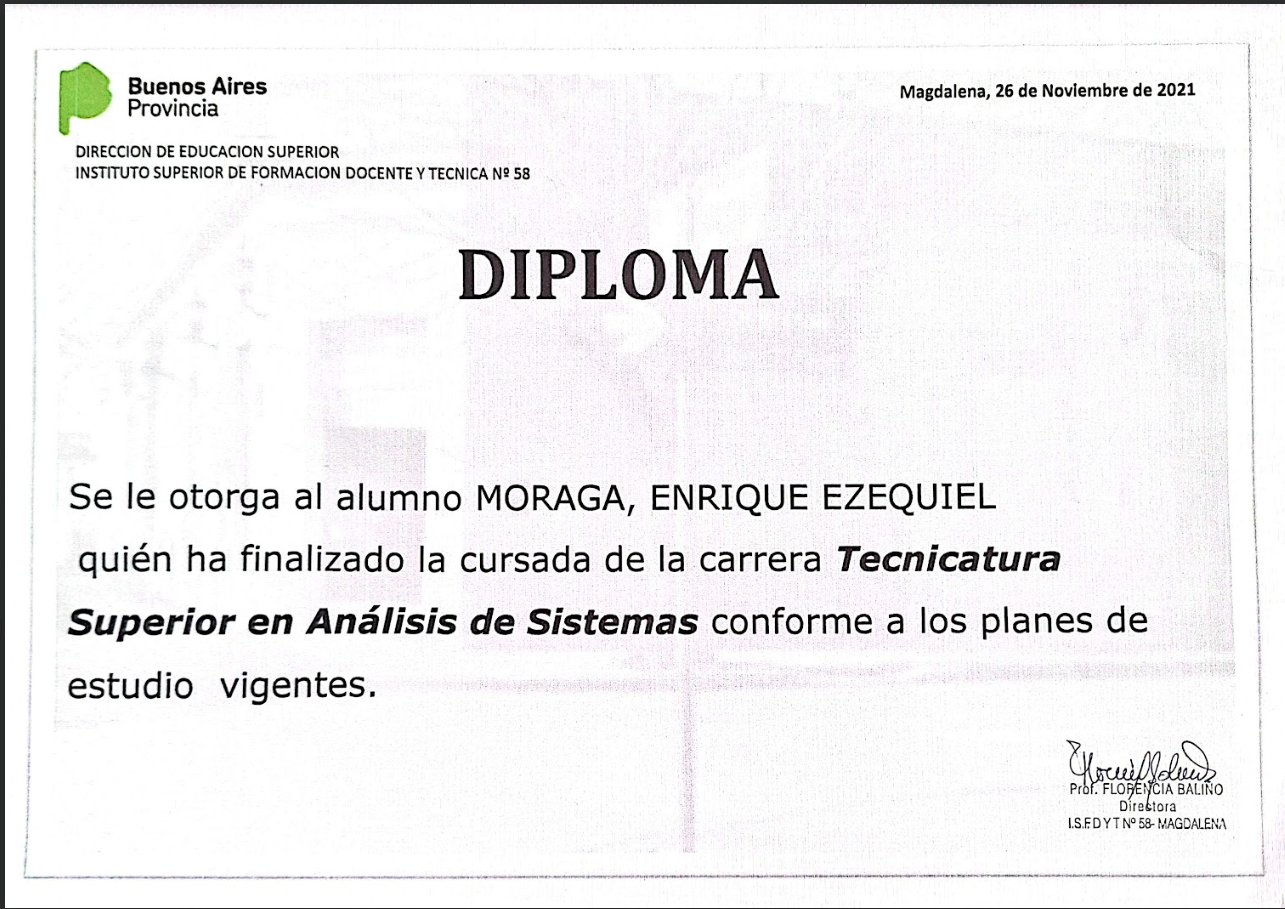 Buenos Aires
Provincia
Magdalena, 26 de Noviembre de 2021
DIRECCION DE EDUCACION SUPERIOR
INSTITUTO SUPERIOR DE FORMACION DOCENTE Y TECNICA Nº 58
DIPLOMA
Se le otorga al alumno MORAGA, ENRIQUE EZEQUIEL
quién ha finalizado la cursada de la carrera Tecnicatura
Superior en Análisis de Sistemas conforme a los planes de
estudio vigentes.
Prof. FLORENCIA BALIÑO
Directora
I.S.F.D Y T Nº 58- MAGDALENA